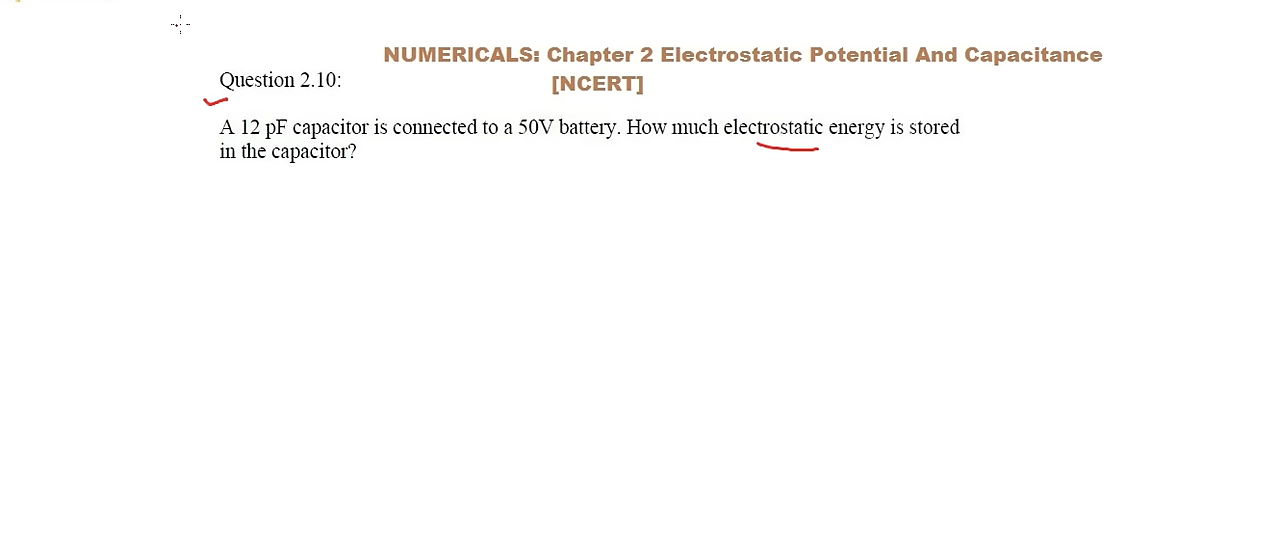 NUMERICALS: Chapter 2 Electrostatic Potential And Capacitance
[NCERT]
Question 2.10:
A 12 pF capacitor is connected to a 50V battery. How much electrostatic energy is stored
in the capacitor?